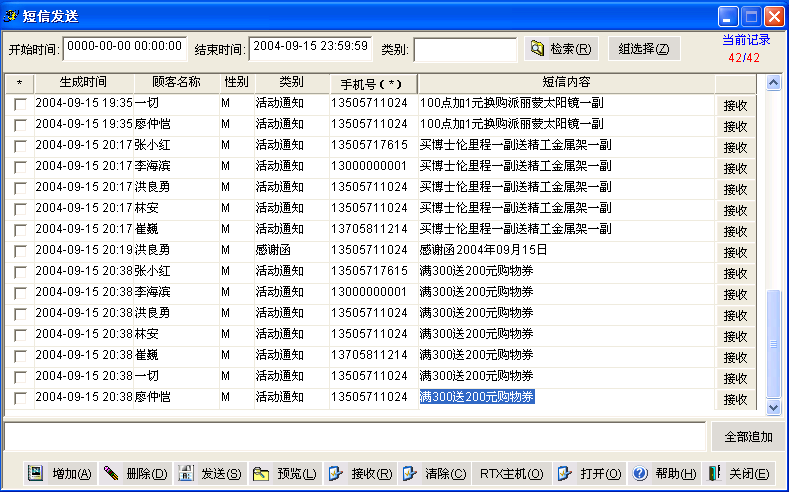 短信发送
开始时间: 0000-00-00 00:00:00 结束时间: 2004-09-15 23:59:59 类别: 检索(R) 组选择(Z) 当前记录
42/42
* 生成时间 顾客名称 性别 类别 手机号(*) 短信内容
2004-09-15 19:35 一切 M 活动通知 13505711024 100点加1元换购派丽蒙太阳镜一副 接收
2004-09-15 19:35 廖仲恺 M 活动通知 13505711024 100点加1元换购派丽蒙太阳镜一副 接收
2004-09-15 20:17 张小红 M 活动通知 13505717615 买博士伦里程一副送精工金属架一副 接收
2004-09-15 20:17 李海滨 M 活动通知 13000000001 买博士伦里程一副送精工金属架一副 接收
2004-09-15 20:17 洪良勇 M 活动通知 13505711024 买博士伦里程一副送精工金属架一副 接收
2004-09-15 20:17 林安 M 活动通知 13505711024 买博士伦里程一副送精工金属架一副 接收
2004-09-15 20:17 崔巍 M 活动通知 13705811214 买博士伦里程一副送精工金属架一副 接收
2004-09-15 20:19 洪良勇 M 感谢函 13505711024 感谢函2004年09月15日 接收
2004-09-15 20:38 张小红 M 活动通知 13505717615 满300送200元购物券 接收
2004-09-15 20:38 李海滨 M 活动通知 13000000001 满300送200元购物券 接收
2004-09-15 20:38 洪良勇 M 活动通知 13505711024 满300送200元购物券 接收
2004-09-15 20:38 林安 M 活动通知 13505711024 满300送200元购物券 接收
2004-09-15 20:38 崔巍 M 活动通知 13705811214 满300送200元购物券 接收
2004-09-15 20:38 一切 M 活动通知 13505711024 满300送200元购物券 接收
2004-09-15 20:38 廖仲恺 M 活动通知 13505711024 满300送200元购物券 接收
全部追加
增加(A) 删除(D) 发送(S) 预览(L) 接收(R) 清除(C) RTX主机(O) 打开(O) 帮助(H) 关闭(E)